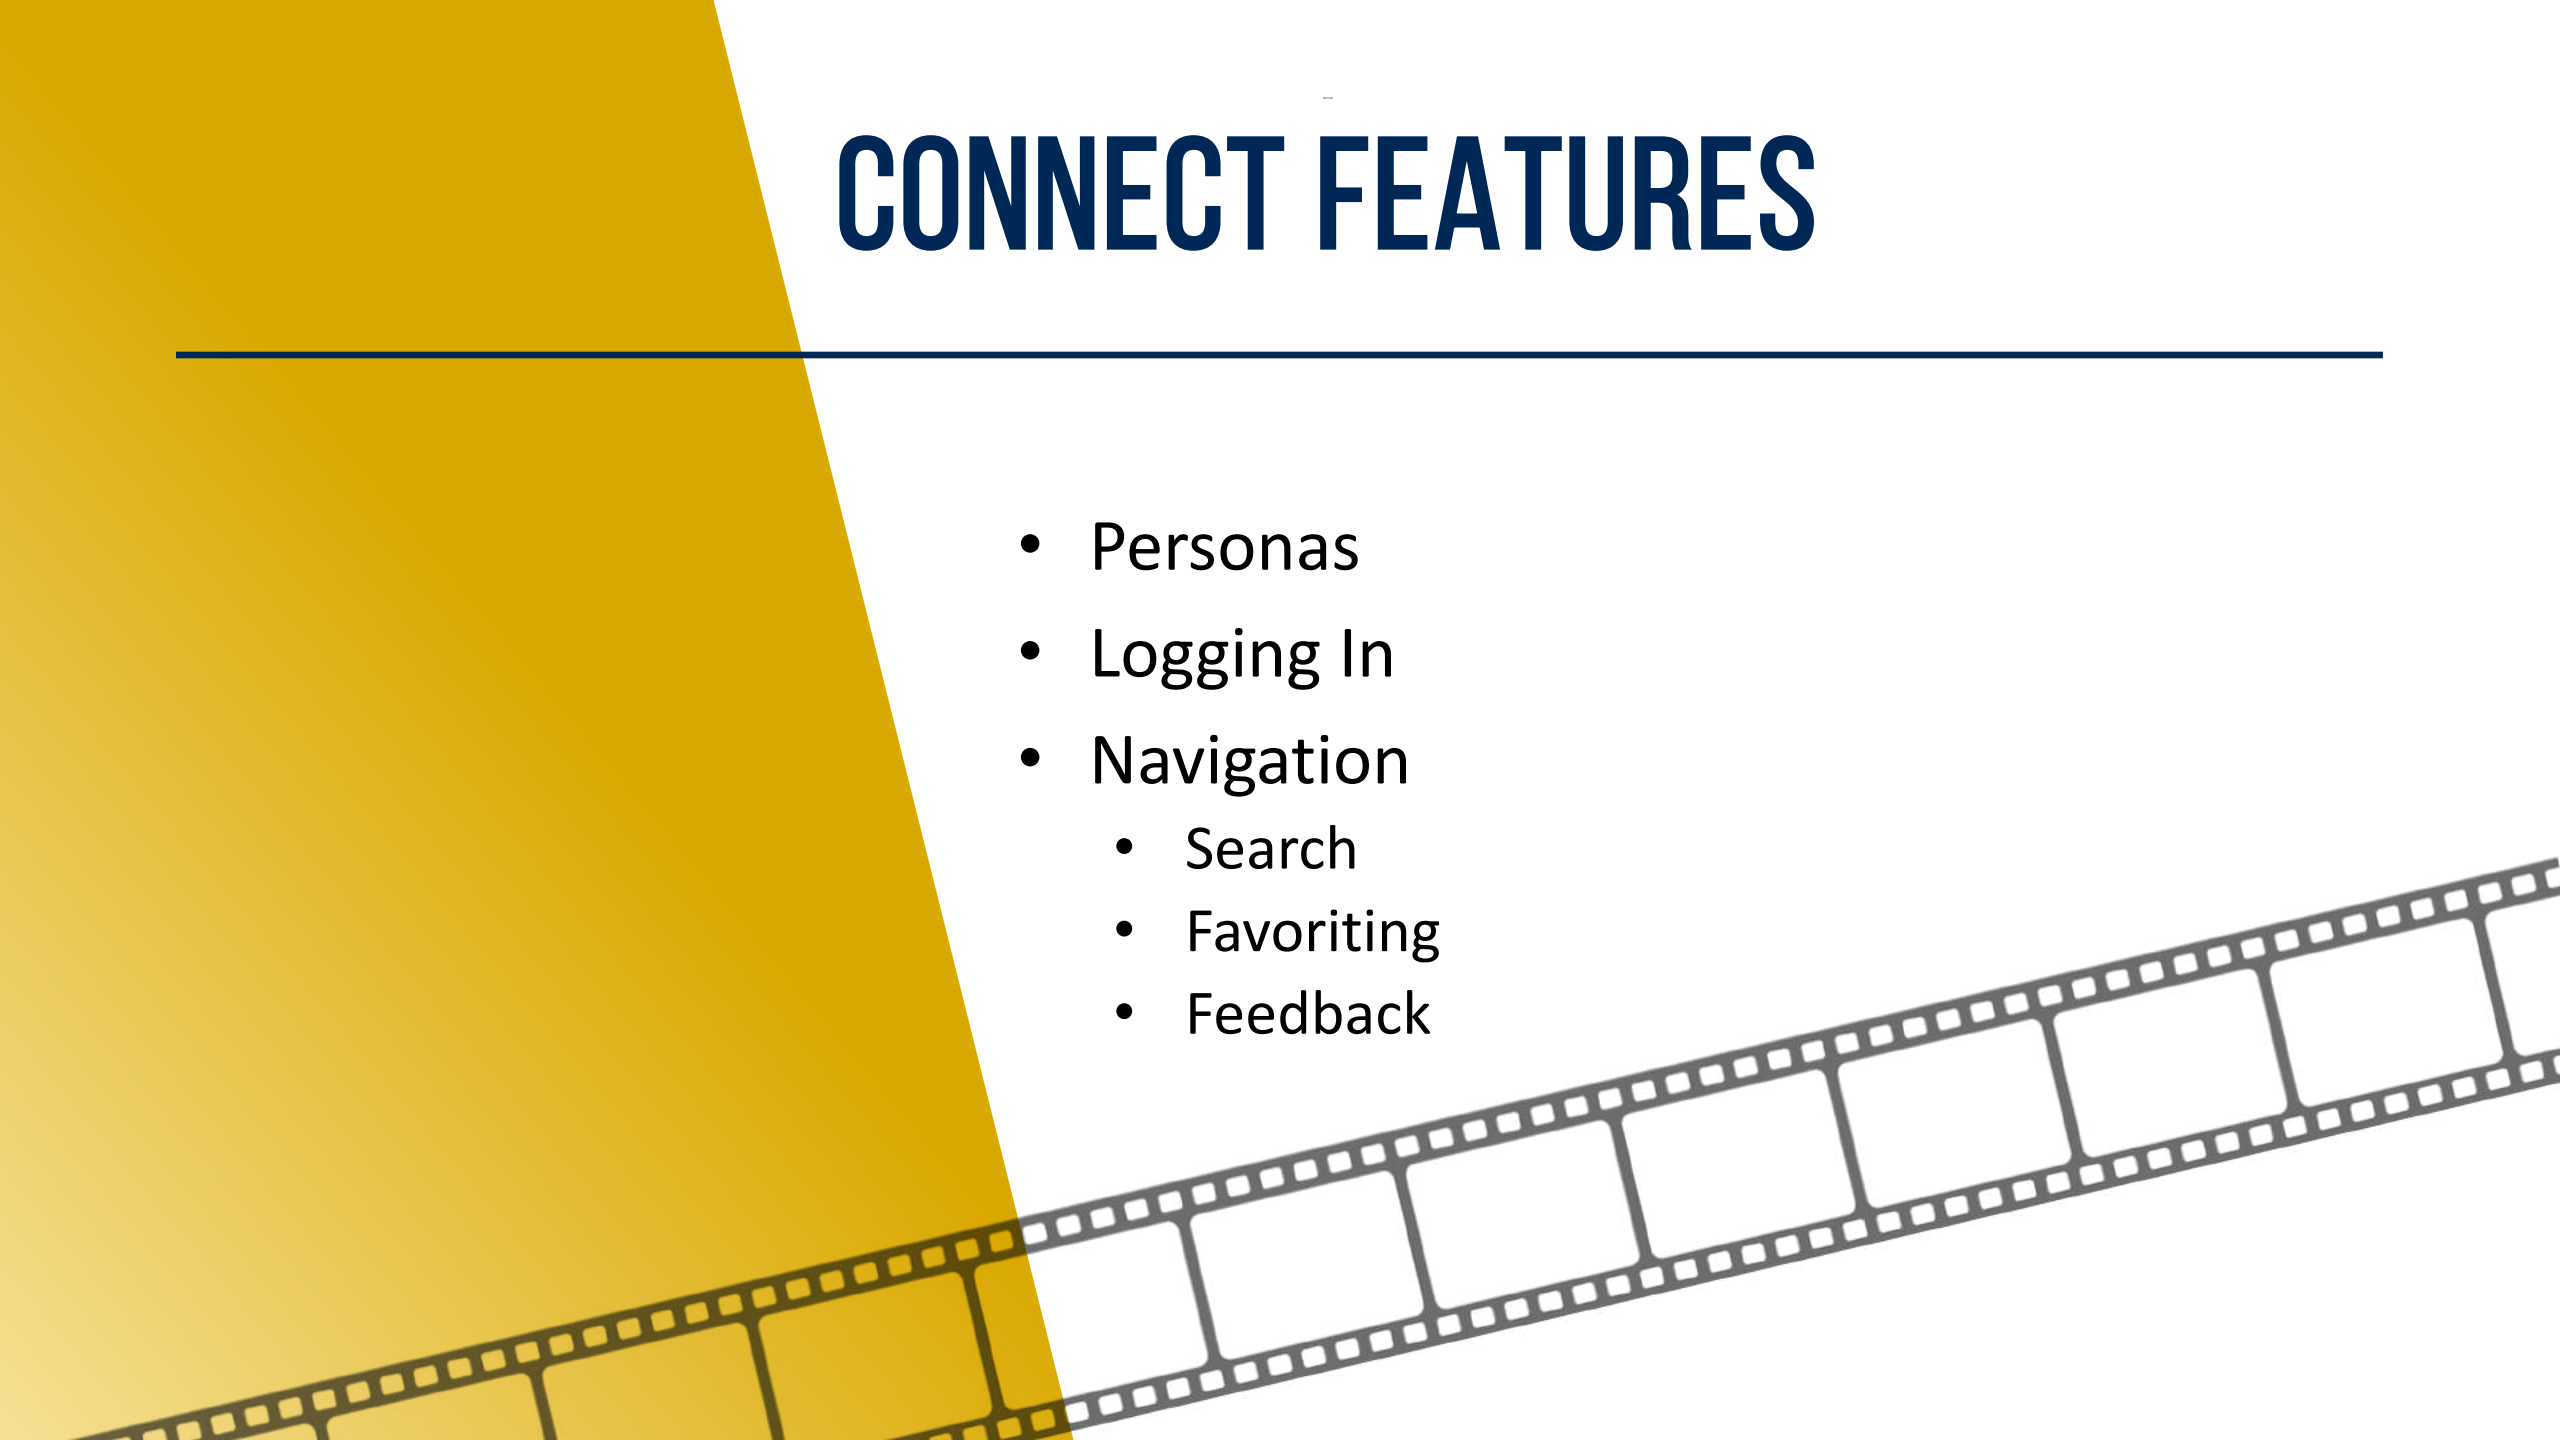 CONNECT FEATURES
• Personas
• Logging In
• Navigation
• Search
• Favoriting
• Feedback